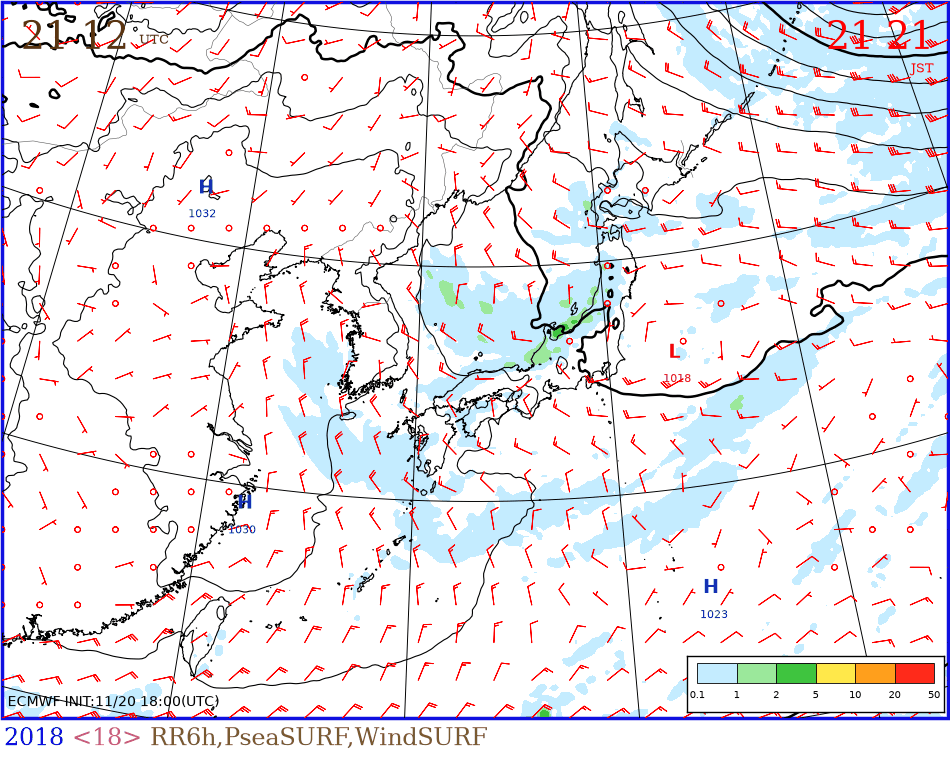 21 12 UTC
21 21
JST
H
1032
L
1018
H
1030
H
1023
0.1 1 2 5 10 20 50
ECMWF INIT:11/20 18:00(UTC)
2018 <18> RR6h,PseaSURF,WindSURF